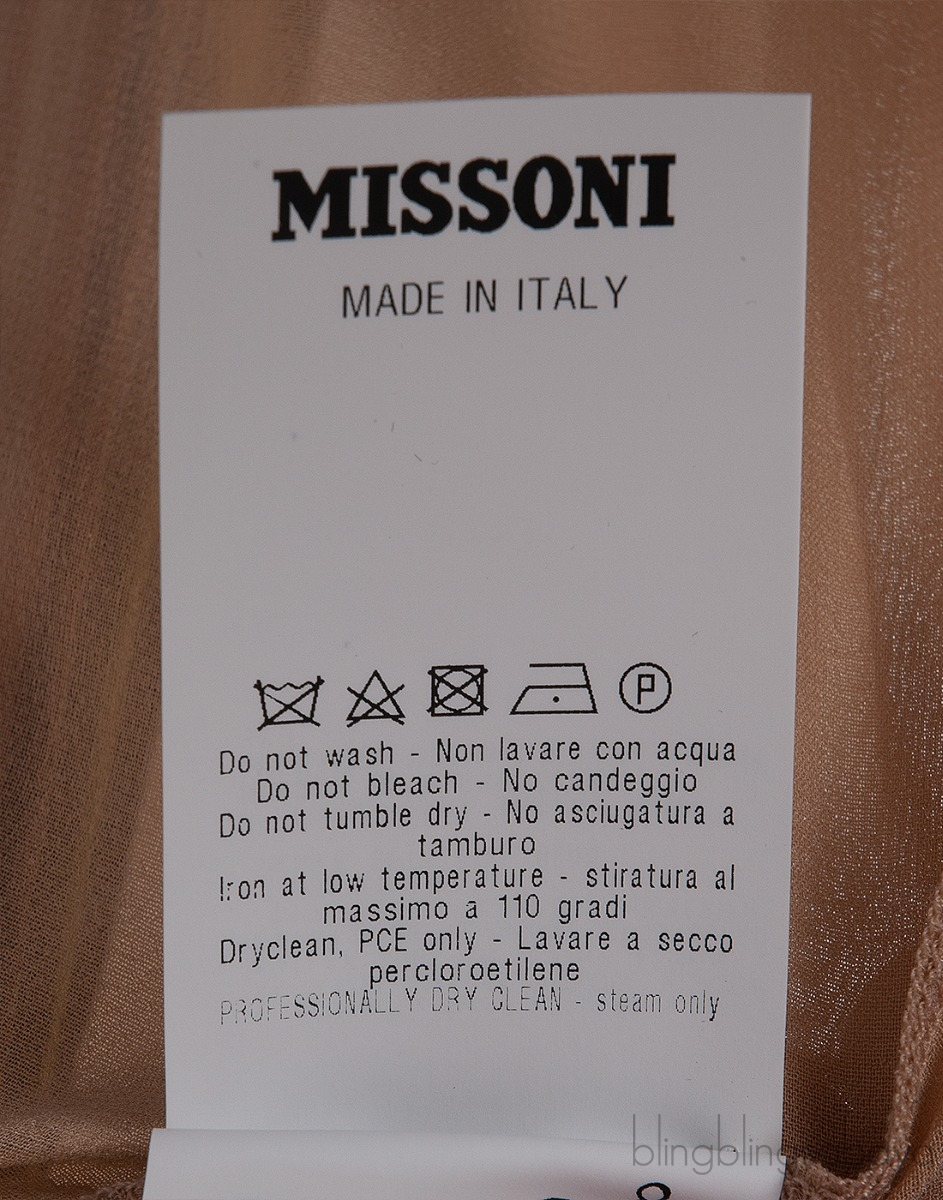 MISSONI
MADE IN ITALY
P
Do not wash - Non lavare con acqua
Do not bleach - No candeggio
Do not tumble dry - No asciugatura a
tamburo
Iron at low temperature - stiratura al
massimo a 110 gradi
Dryclean, PCE only - Lavare a secco
percloroetilene
PROFESSIONALLY DRY CLEAN - steam only
blingbling